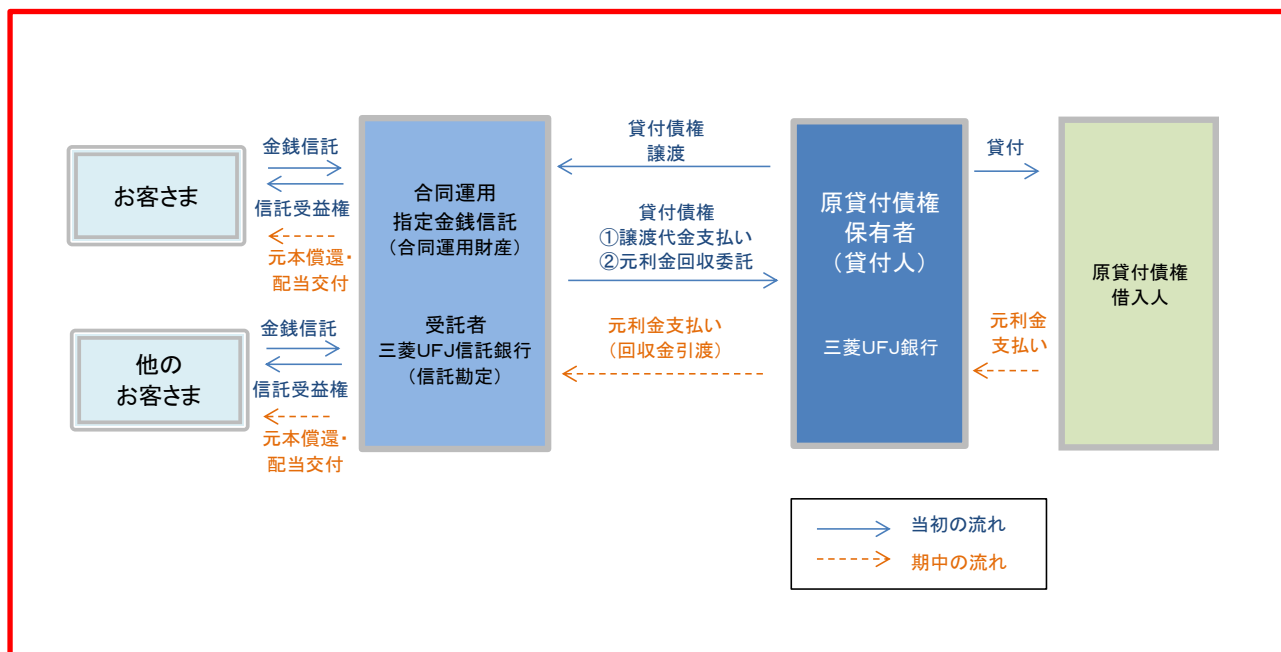 お客さま
金銭信託
信託受益権
元本償還・
配当交付
他の
お客さま
金銭信託
信託受益権
元本償還・
配当交付
合同運用
指定金銭信託
（合同運用財産）
受託者
三菱UFJ信託銀行
（信託勘定）
貸付債権
譲渡
貸付債権
①譲渡代金支払い
②元利金回収委託
元利金支払い
（回収金引渡）
原貸付債権
保有者
（貸付人）
三菱UFJ銀行
貸付
元利金
支払い
原貸付債権
借入人
当初の流れ
期中の流れ